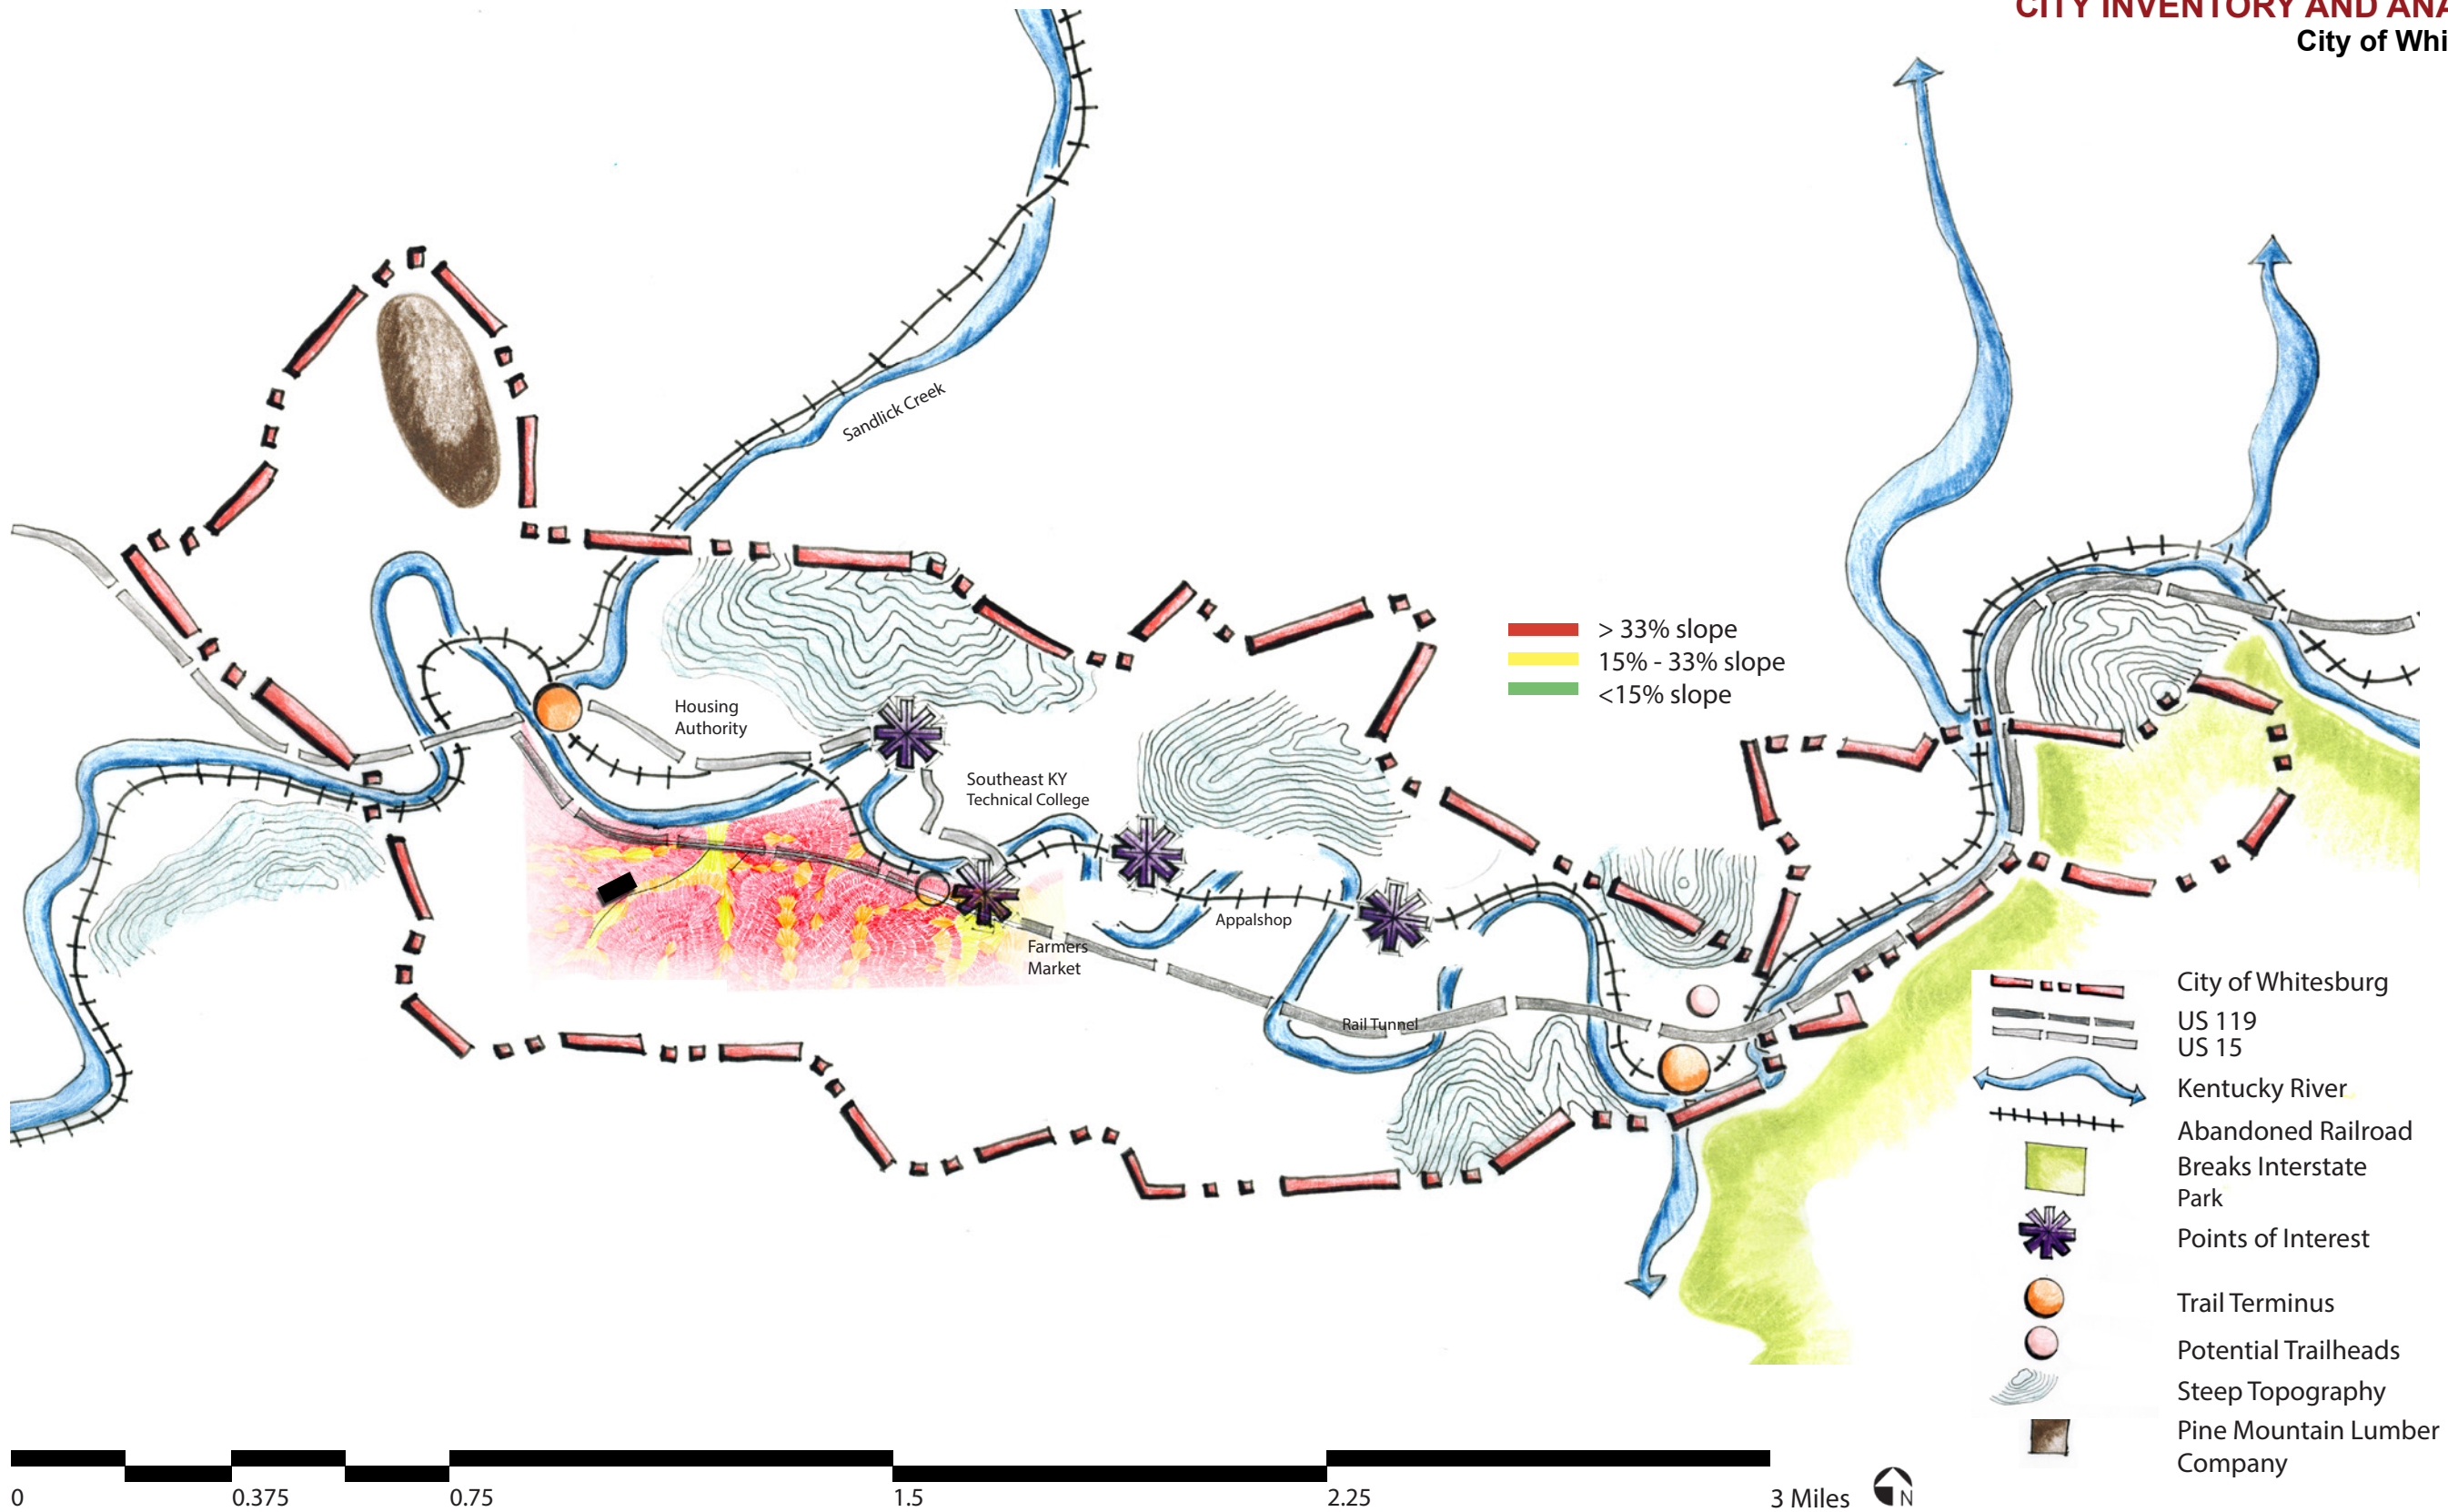 CITY INVENTORY AND ANA
City of Whi
Sandlick Creek
> 33% slope
15% - 33% slope
<15% slope
Housing
Authority
Southeast KY
Technical College
Appalshop
Farmers
Market
Rail Tunnel
City of Whitesburg
US 119
US 15
Kentucky River
Abandoned Railroad
Breaks Interstate
Park
Points of Interest
Trail Terminus
Potential Trailheads
Steep Topography
Pine Mountain Lumber
Company
0 0.375 0.75 1.5 2.25 3 Miles N